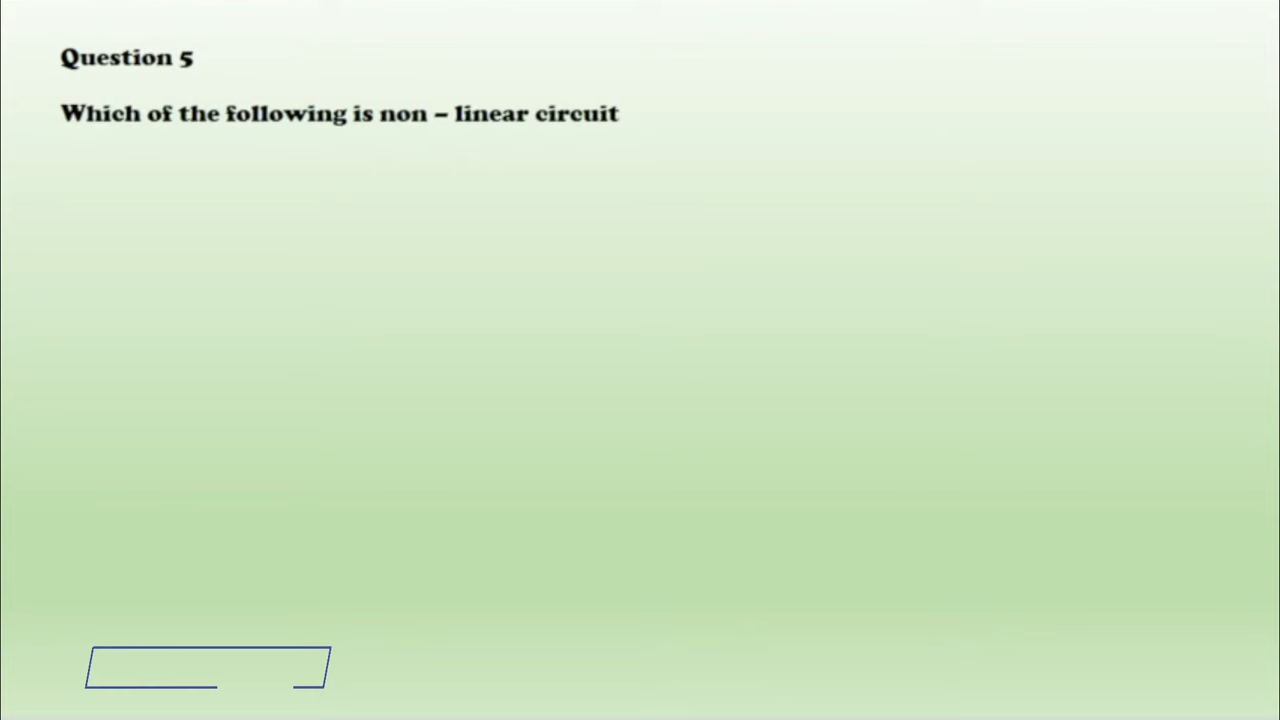 Question 5
Which of the following is non – linear circuit